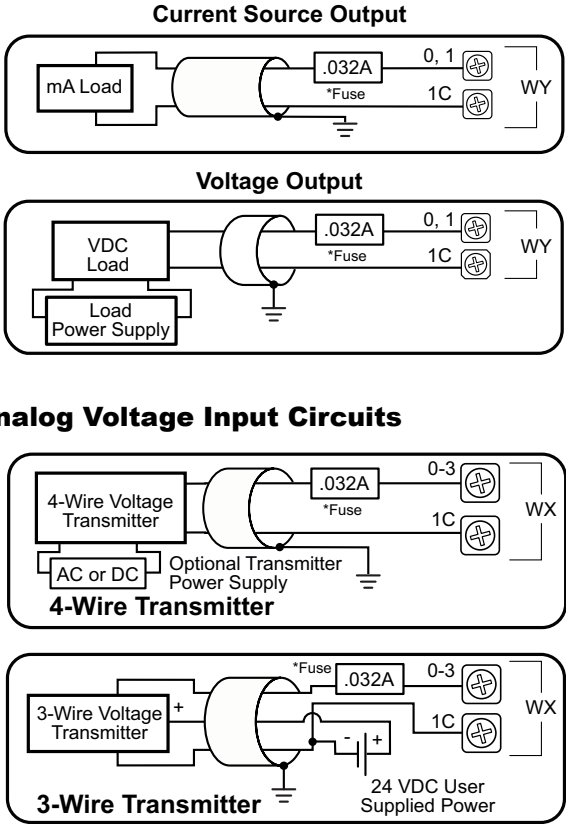 Current Source Output
mA Load
.032A
*Fuse
0, 1
1C
WY
Voltage Output
VDC
Load
Load
Power Supply
.032A
*Fuse
0, 1
1C
WY
nalog Voltage Input Circuits
4-Wire Voltage
Transmitter
AC or DC
Optional Transmitter
Power Supply
.032A
*Fuse
0-3
1C
WX
4-Wire Transmitter
3-Wire Voltage
Transmitter
+
*Fuse
.032A
0-3
1C
WX
- +
24 VDC User
Supplied Power
3-Wire Transmitter